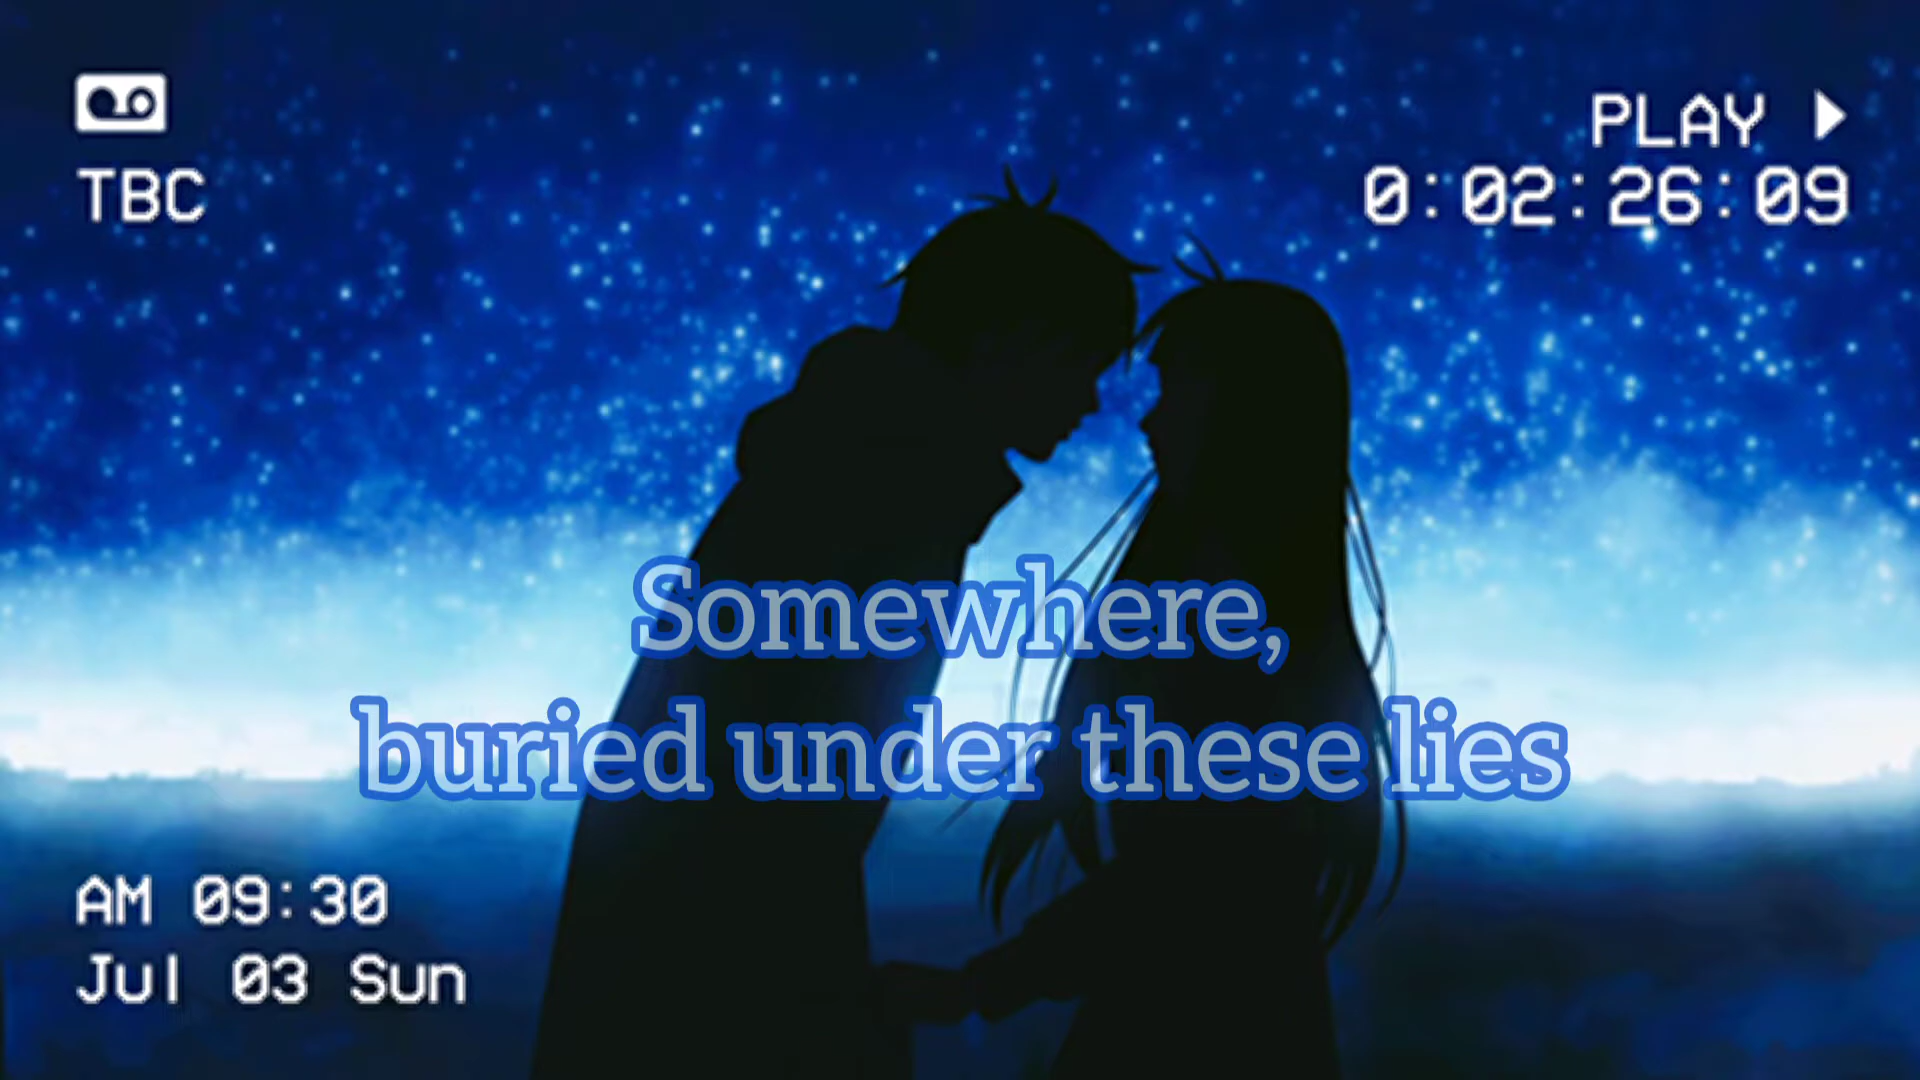 PLAY
TBC
0:02:26:09
Somewhere,
buried under these lies
AM 09:30
Jul 03 Sun